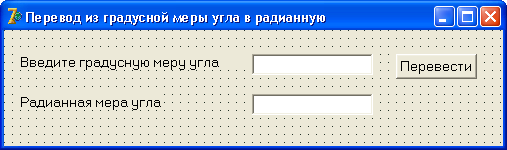 Перевод из градусной меры угла в радианную
Введите градусную меру угла
Перевести
Радианная мера угла